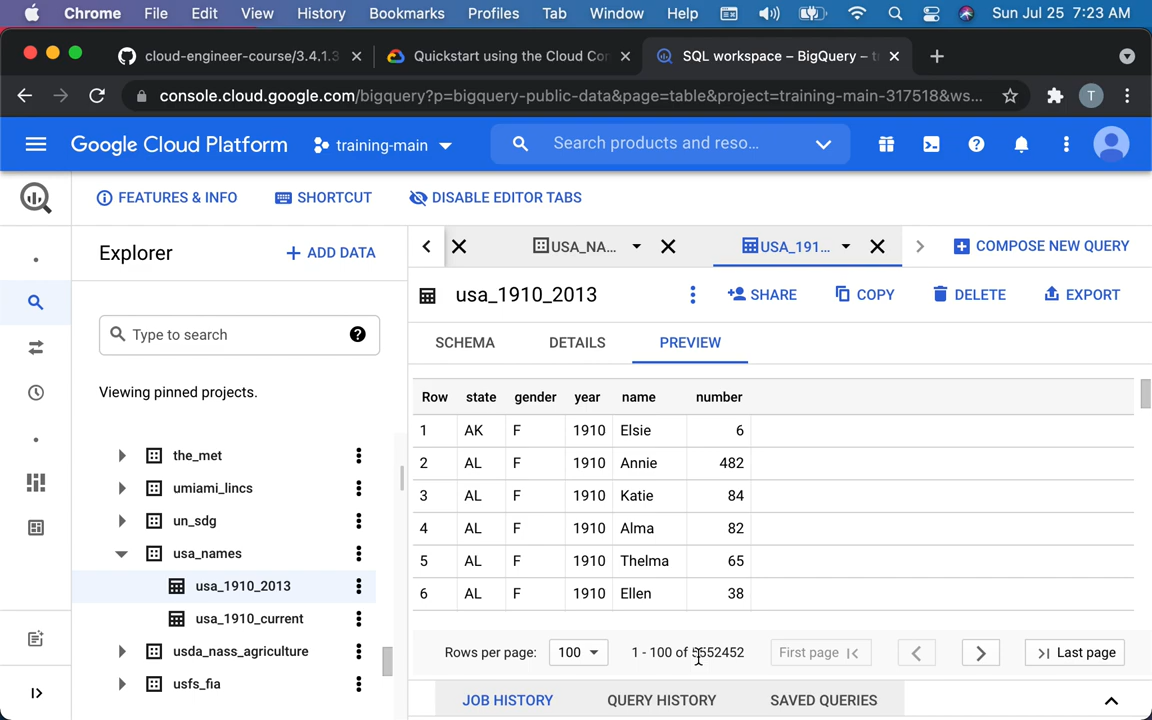 Chrome File Edit View History Bookmarks Profiles Tab Window Help Sun Jul 25 7:23 AM
cloud-engineer-course/3.4.1.3 Quickstart using the Cloud Con SQL workspace – BigQuery – tr
console.cloud.google.com/bigquery?p=bigquery-public-data&page=table&project=training-main-317518&ws... T
Google Cloud Platform training-main Search products and reso...
FEATURES & INFO SHORTCUT DISABLE EDITOR TABS
Explorer + ADD DATA
USA_NA... USA_191... COMPOSE NEW QUERY
usa_1910_2013 SHARE COPY DELETE EXPORT
Type to search
SCHEMA DETAILS PREVIEW
Viewing pinned projects.
Row state gender year name number
1 AK F 1910 Elsie 6
2 AL F 1910 Annie 482
3 AL F 1910 Katie 84
4 AL F 1910 Alma 82
5 AL F 1910 Thelma 65
6 AL F 1910 Ellen 38
the_met
umiami_lincs
un_sdg
usa_names
usa_1910_2013
usa_1910_current
usda_nass_agriculture
usfs_fia
Rows per page: 100 1 - 100 of 5552452 First page Last page
JOB HISTORY QUERY HISTORY SAVED QUERIES